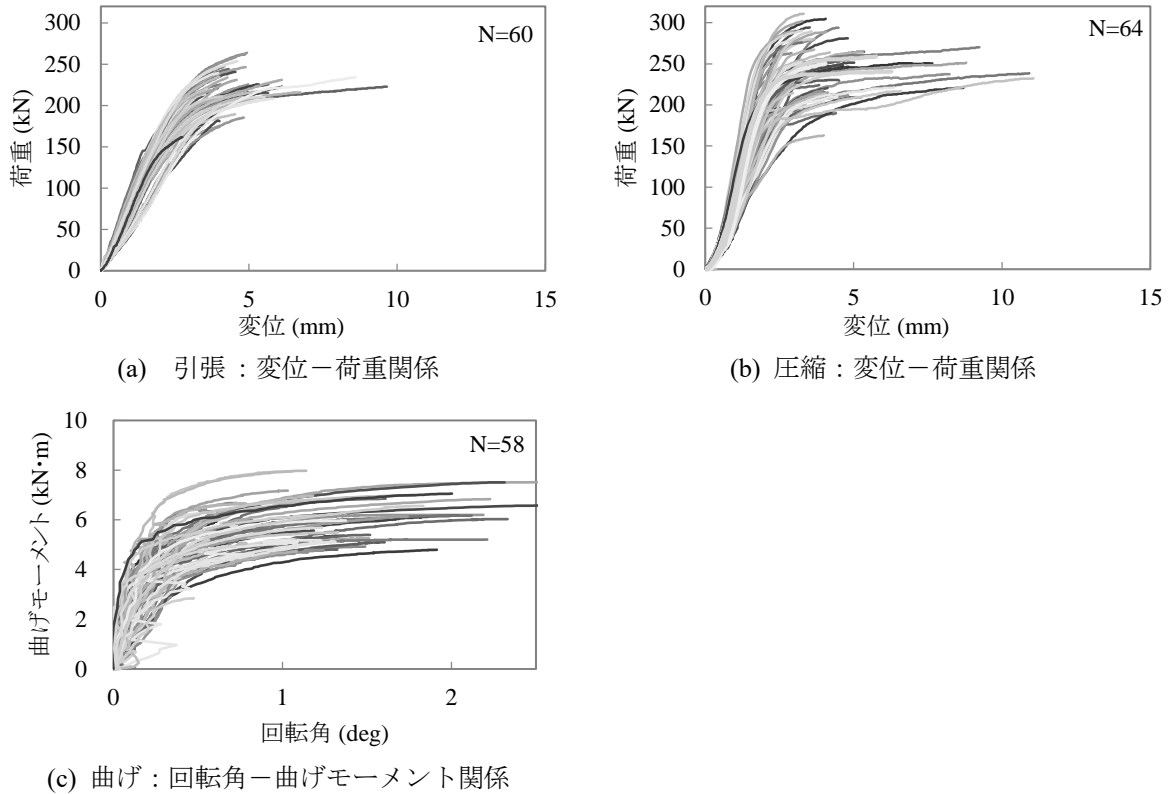 300
250
200
150
100
50
0
荷重 (kN)
N=60
0 5 10 15
変位 (mm)
(a) 引張：変位－荷重関係
300
250
200
150
100
50
0
荷重 (kN)
N=64
0 5 10 15
変位 (mm)
(b) 圧縮：変位－荷重関係
10
8
6
4
2
0
曲げモーメント (kN・m)
N=58
0 1 2
回転角 (deg)
(c) 曲げ：回転角－曲げモーメント関係